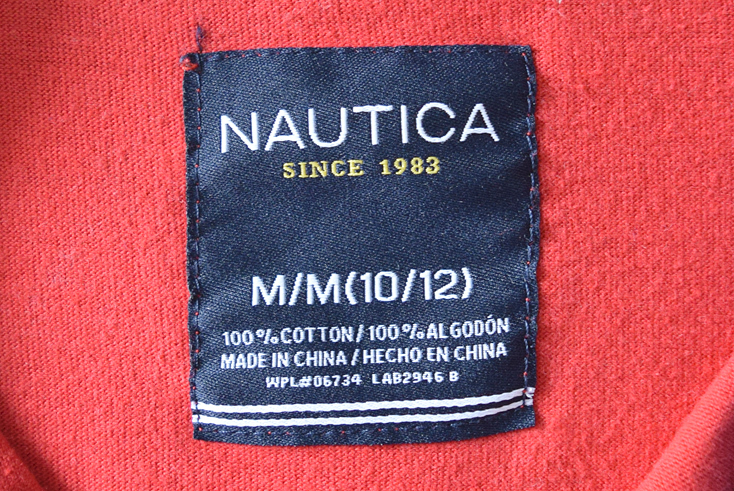 NAUTICA
SINCE 1983
M/M(10/12)
100%COTTON/100%ALGODÓN
MADE IN CHINA/HECHO EN CHINA
WPL#06734 LAB2946 B